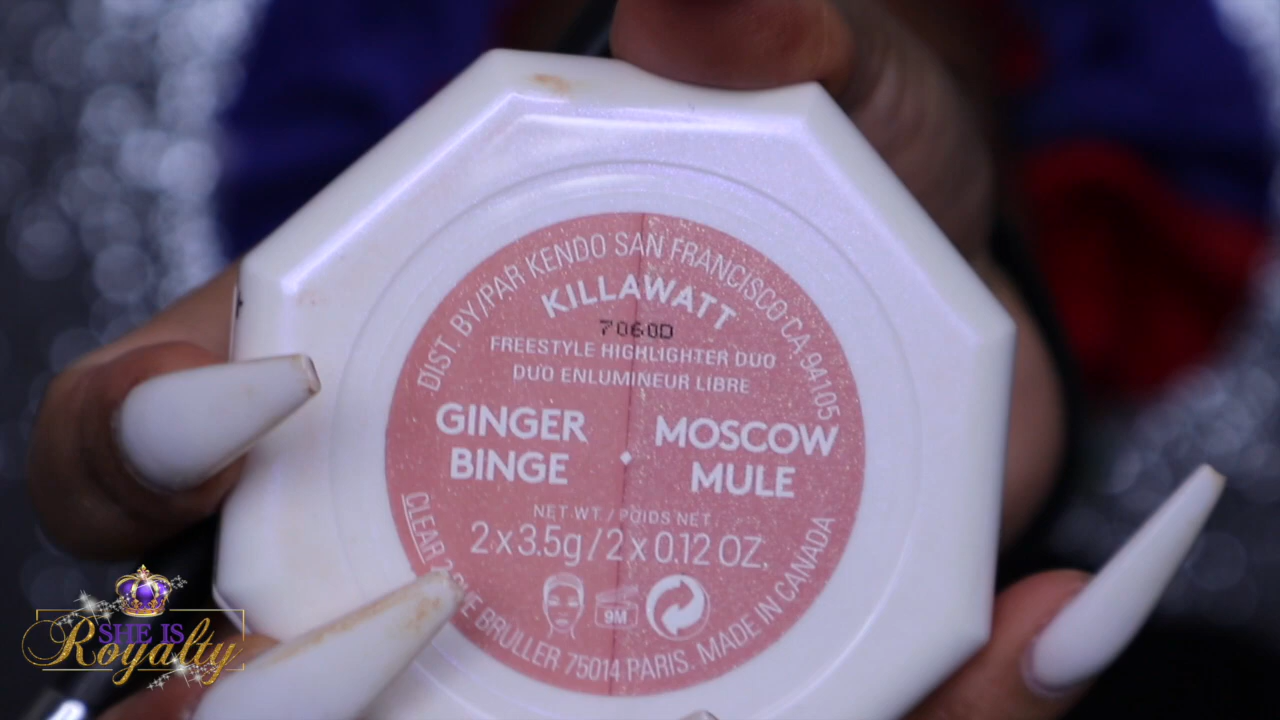 DIST. BY/PAR KENDO SAN FRANCISCO CA 94105
KILLAWATT
7060D
FREESTYLE HIGHLIGHTER DUO
DUO ENLUMINEUR LIBRE
GINGER BINGE
MOSCOW MULE
NET WT. / POIDS NET
2 x 3.5g / 2 x 0.12 OZ.
9M
CLEAR BRULLER 75014 PARIS. MADE IN CANADA
SHE IS
Royalty